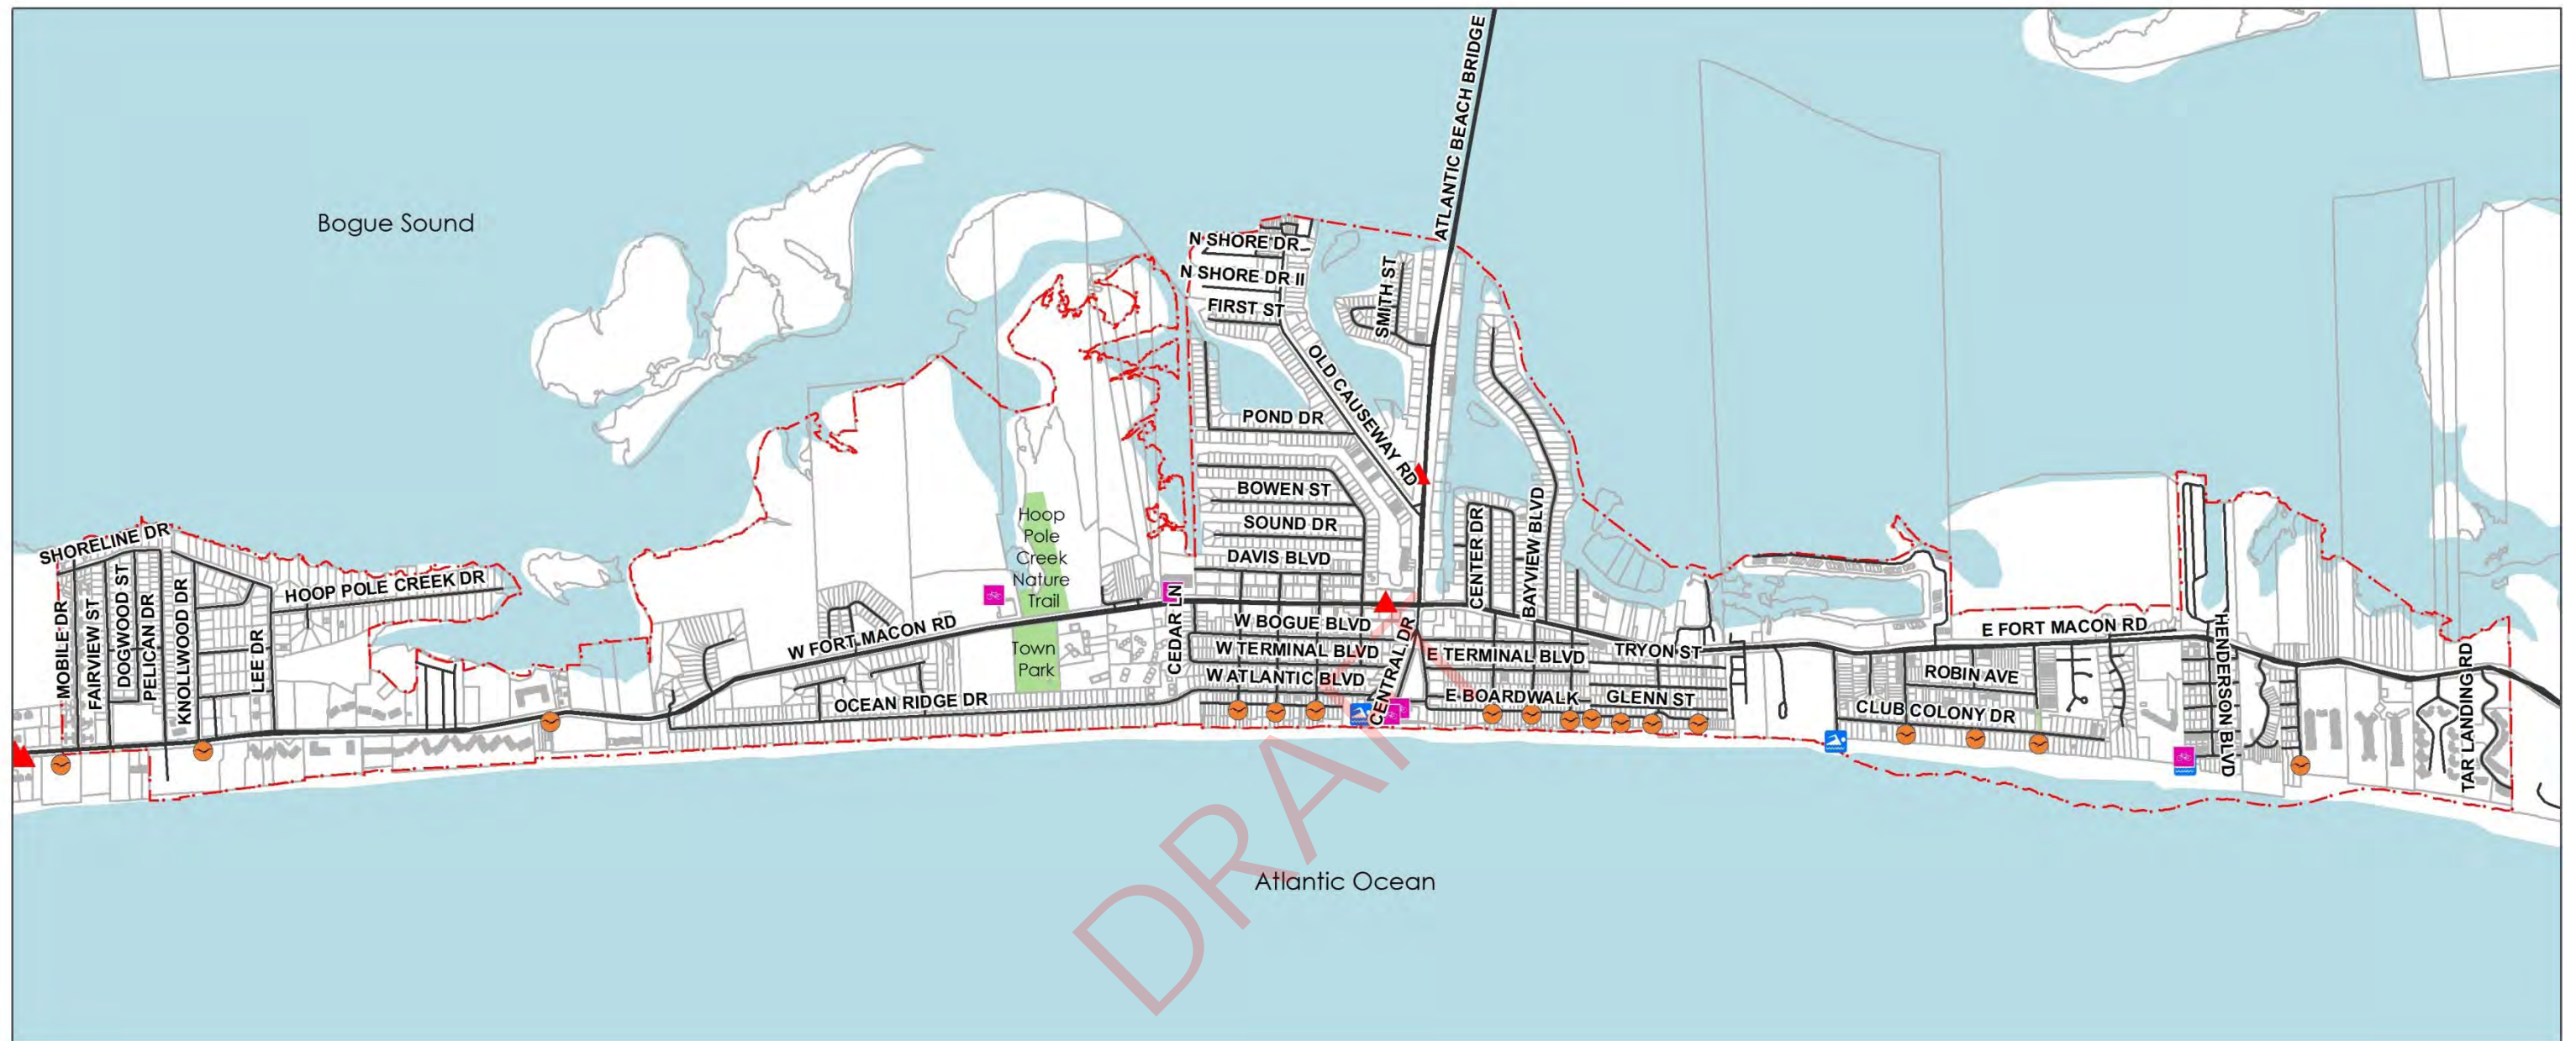 ATLANTIC BEACH BRIDGE
Bogue Sound
N SHORE DR
N SHORE DR II
FIRST ST
SMITH ST
OLD CAUSEWAY RD
POND DR
BOWEN ST
SOUND DR
DAVIS BLVD
CENTER DR
BAYVIEW BLVD
Hoop
Pole
Creek
Nature
Trail
Town
Park
SHORELINE DR
HOOP POLE CREEK DR
MOBILE DR
FAIRVIEW ST
DOGWOOD ST
PELICAN DR
KNOLLWOOD DR
LEE DR
W FORT MACON RD
OCEAN RIDGE DR
CEDAR LN
W BOGUE BLVD
W TERMINAL BLVD
W ATLANTIC BLVD
CENTRAL DR
E TERMINAL BLVD
TRYON ST
E BOARDWALK
GLENN ST
E FORT MACON RD
ROBIN AVE
CLUB COLONY DR
HENDERSON BLVD
TAR LANDING RD
Atlantic Ocean
DRAFT